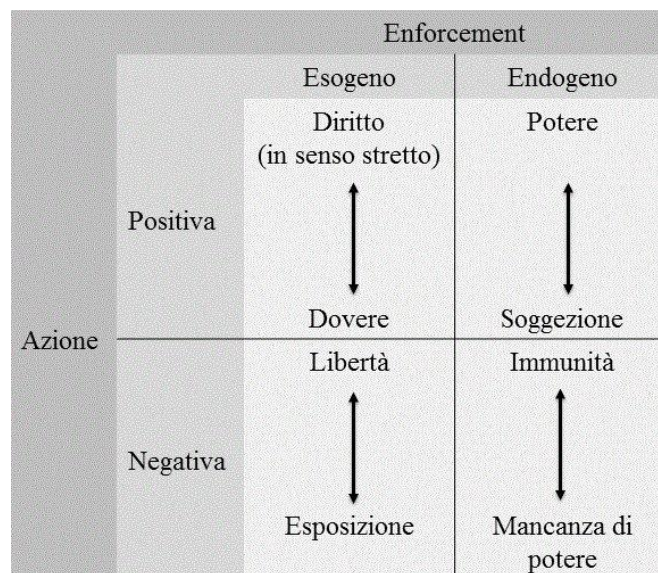 Enforcement
Esogeno Endogeno
Diritto Potere
(in senso stretto)
Positiva
Dovere Soggezione
Azione
Libertà Immunità
Negativa
Esposizione Mancanza di
potere